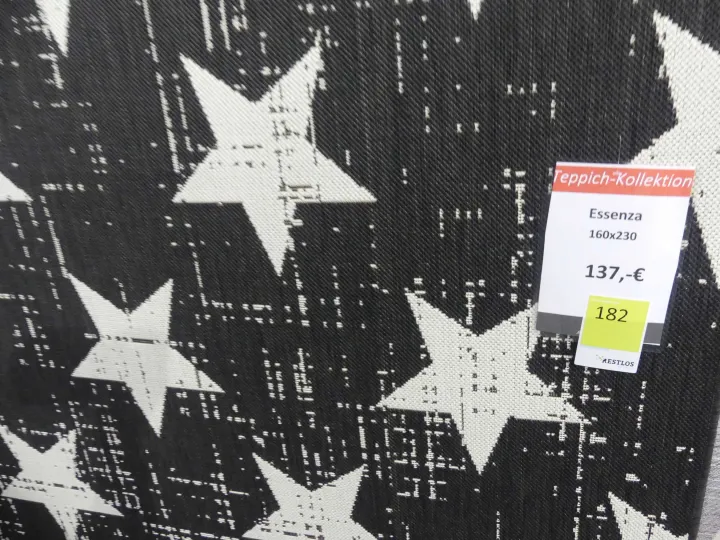 Teppich-Kollektion
Essenza
160x230
137,-€
182
RESTLOS